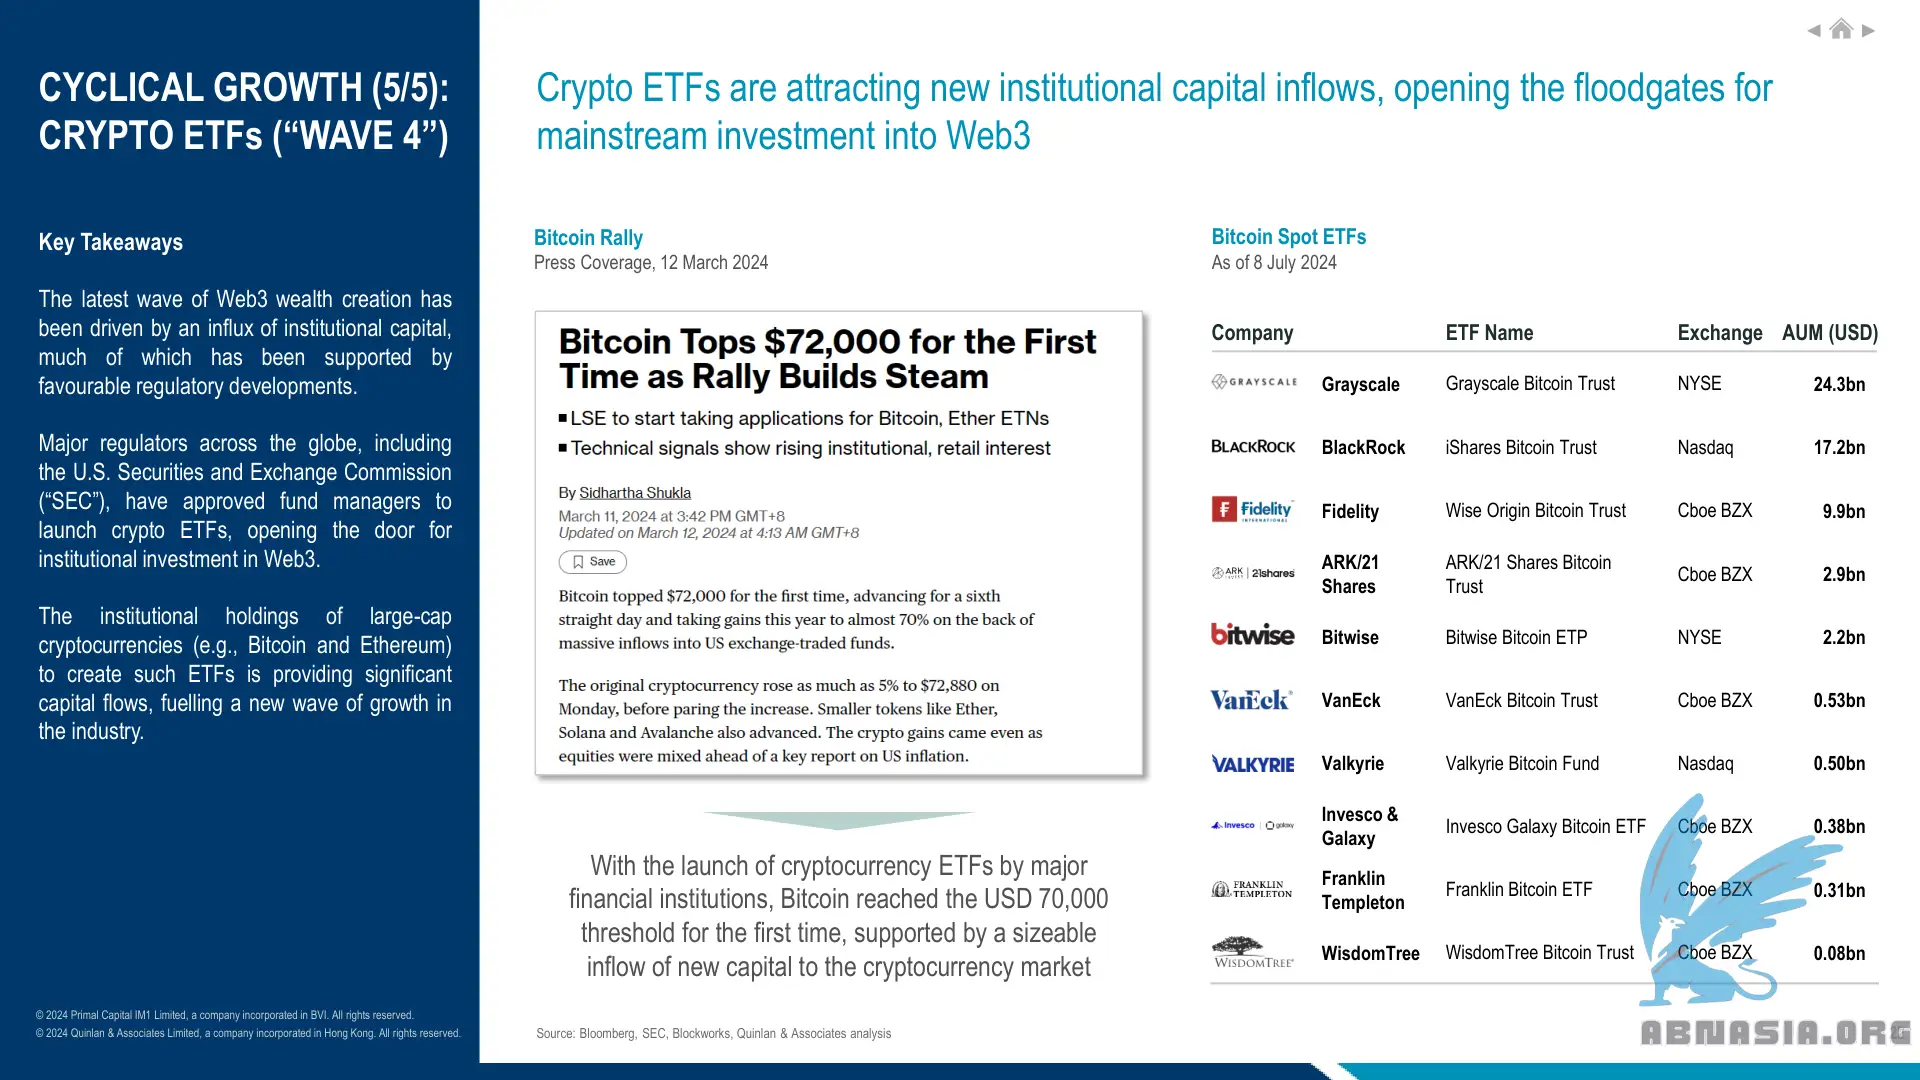 CYCLICAL GROWTH (5/5):
CRYPTO ETFs (“WAVE 4”)
Key Takeaways
The latest wave of Web3 wealth creation has
been driven by an influx of institutional capital,
much of which has been supported by
favourable regulatory developments.
Major regulators across the globe, including
the U.S. Securities and Exchange Commission
(“SEC”), have approved fund managers to
launch crypto ETFs, opening the door for
institutional investment in Web3.
The institutional holdings of large-cap
cryptocurrencies (e.g., Bitcoin and Ethereum)
to create such ETFs is providing significant
capital flows, fuelling a new wave of growth in
the industry.
© 2024 Primal Capital IM1 Limited, a company incorporated in BVI. All rights reserved.
© 2024 Quinlan & Associates Limited, a company incorporated in Hong Kong. All rights reserved.
Crypto ETFs are attracting new institutional capital inflows, opening the floodgates for
mainstream investment into Web3
Bitcoin Rally
Press Coverage, 12 March 2024
Bitcoin Tops $72,000 for the First
Time as Rally Builds Steam
LSE to start taking applications for Bitcoin, Ether ETNs
Technical signals show rising institutional, retail interest
By Sidhartha Shukla
March 11, 2024 at 3:42 PM GMT+8
Updated on March 12, 2024 at 4:13 AM GMT+8
Save
Bitcoin topped $72,000 for the first time, advancing for a sixth
straight day and taking gains this year to almost 70% on the back of
massive inflows into US exchange-traded funds.
The original cryptocurrency rose as much as 5% to $72,880 on
Monday, before paring the increase. Smaller tokens like Ether,
Solana and Avalanche also advanced. The crypto gains came even as
equities were mixed ahead of a key report on US inflation.
With the launch of cryptocurrency ETFs by major
financial institutions, Bitcoin reached the USD 70,000
threshold for the first time, supported by a sizeable
inflow of new capital to the cryptocurrency market
Source: Bloomberg, SEC, Blockworks, Quinlan & Associates analysis
Bitcoin Spot ETFs
As of 8 July 2024
Company ETF Name Exchange AUM (USD)
GRAYSCALE Grayscale Grayscale Bitcoin Trust NYSE 24.3bn
BLACKROCK BlackRock iShares Bitcoin Trust Nasdaq 17.2bn
Fidelity INTERNATIONAL Fidelity Wise Origin Bitcoin Trust Cboe BZX 9.9bn
ARK INVEST | 21shares ARK/21 Shares ARK/21 Shares Bitcoin Trust Cboe BZX 2.9bn
bitwise Bitwise Bitwise Bitcoin ETP NYSE 2.2bn
VanEck VanEck VanEck Bitcoin Trust Cboe BZX 0.53bn
VALKYRIE Valkyrie Valkyrie Bitcoin Fund Nasdaq 0.50bn
Invesco | galaxy Invesco & Galaxy Invesco Galaxy Bitcoin ETF Cboe BZX 0.38bn
FRANKLIN TEMPLETON Franklin Templeton Franklin Bitcoin ETF Cboe BZX 0.31bn
WISDOMTREE WisdomTree WisdomTree Bitcoin Trust Cboe BZX 0.08bn
ABNASIA.ORG